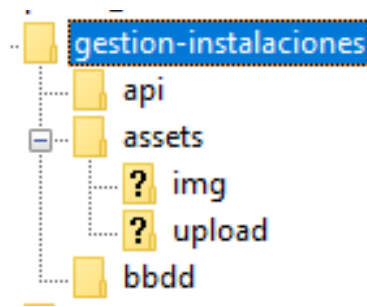 gestion-instalaciones
api
assets
? img
? upload
bbdd